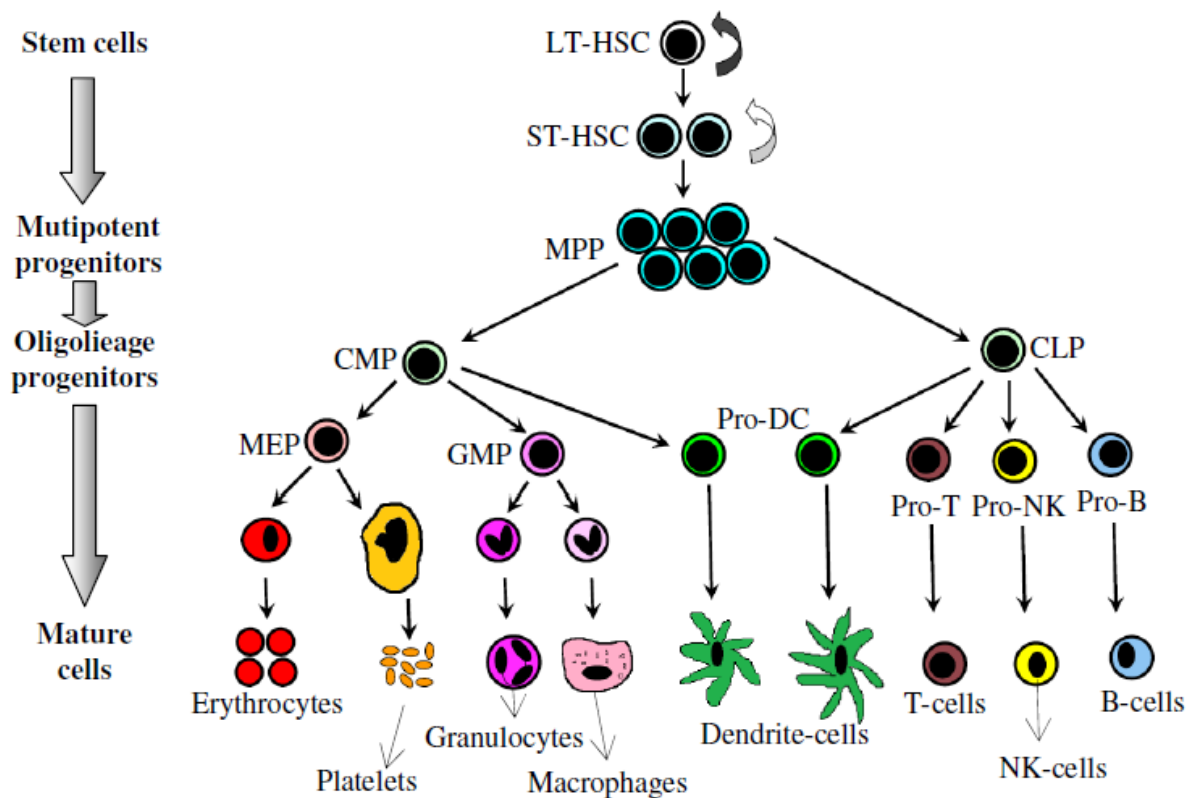 Stem cells
LT-HSC
ST-HSC
Mutipotent
progenitors
MPP
Oligolieage
progenitors
CMP
CLP
MEP
GMP
Pro-DC
Pro-T
Pro-NK
Pro-B
Mature
cells
Erythrocytes
Platelets
Granulocytes
Macrophages
Dendrite-cells
T-cells
NK-cells
B-cells